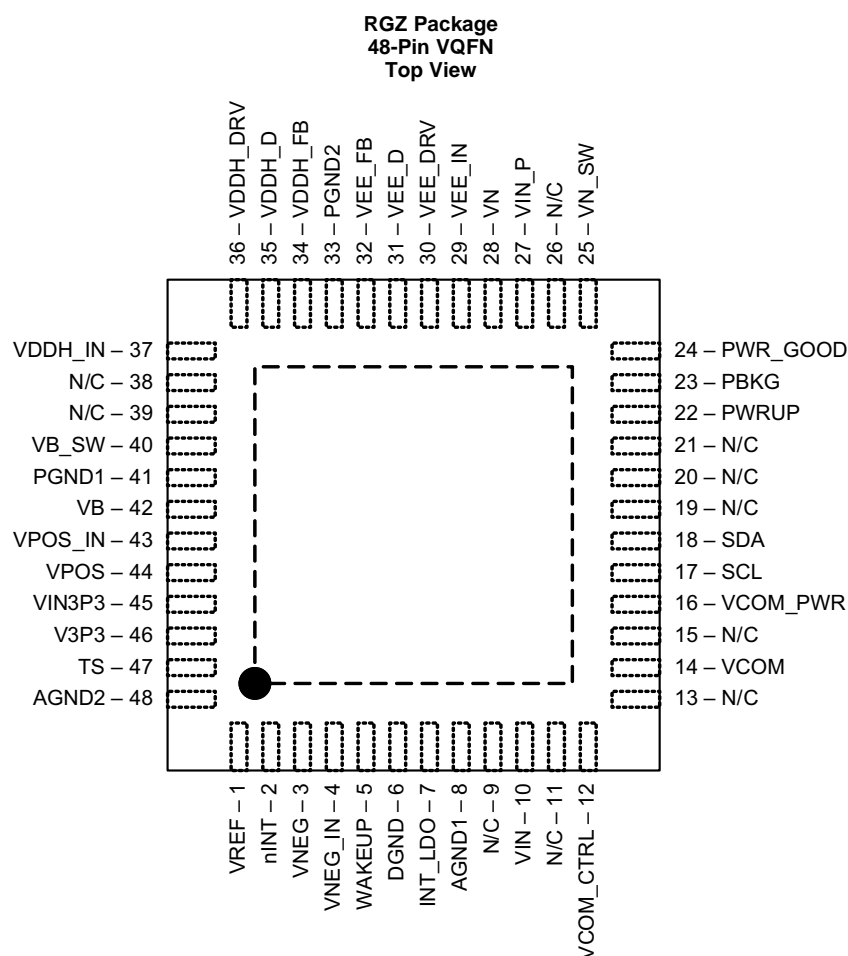 RGZ Package
48-Pin VQFN
Top View
36 – VDDH_DRV
35 – VDDH_D
34 – VDDH_FB
33 – PGND2
32 – VEE_FB
31 – VEE_D
30 – VEE_DRV
29 – VEE_IN
28 – VN
27 – VIN_P
26 – N/C
25 – VN_SW
VDDH_IN – 37
N/C – 38
N/C – 39
VB_SW – 40
PGND1 – 41
VB – 42
VPOS_IN – 43
VPOS – 44
VIN3P3 – 45
V3P3 – 46
TS – 47
AGND2 – 48
24 – PWR_GOOD
23 – PBKG
22 – PWRUP
21 – N/C
20 – N/C
19 – N/C
18 – SDA
17 – SCL
16 – VCOM_PWR
15 – N/C
14 – VCOM
13 – N/C
VREF – 1
nINT – 2
VNEG – 3
VNEG_IN – 4
WAKEUP – 5
DGND – 6
INT_LDO – 7
AGND1 – 8
N/C – 9
VIN – 10
N/C – 11
VCOM_CTRL – 12